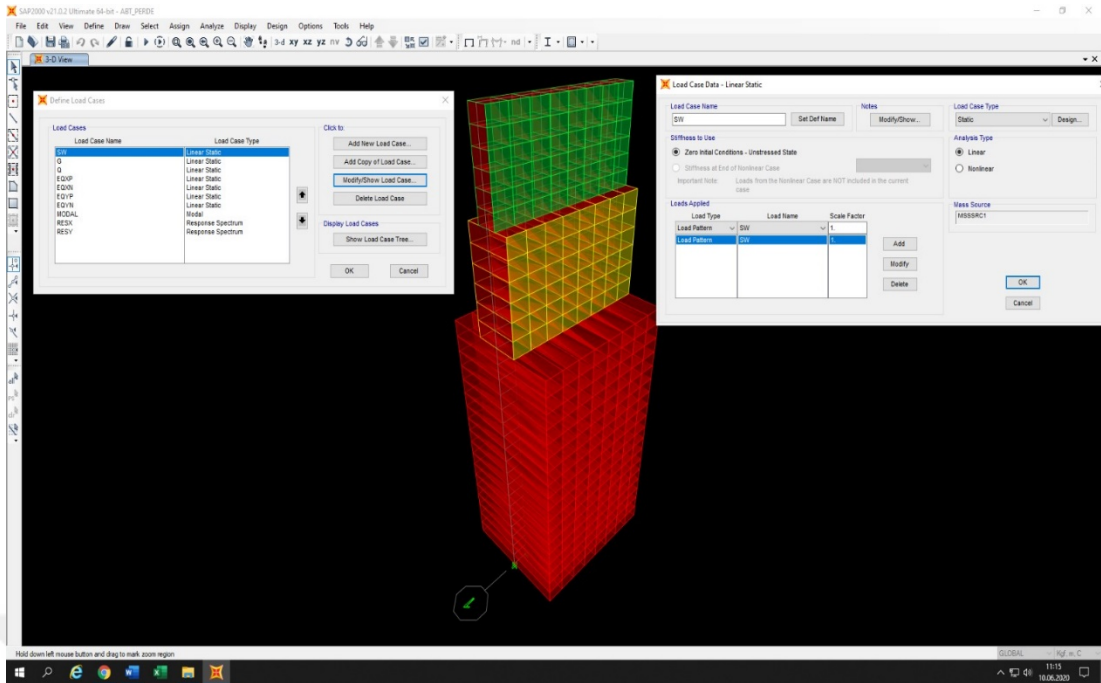 SAP2000 v21.0.2 Ultimate 64-bit - ABT_PERDE
File Edit View Define Draw Select Assign Analyze Display Design Options Tools Help
3-d xy xz yz nv nd
3-D View
Define Load Cases
Load Cases
Load Case Name Load Case Type
SW Linear Static
G Linear Static
Q Linear Static
EQXP Linear Static
EQXN Linear Static
EQYP Linear Static
EQYN Linear Static
MODAL Modal
RESX Response Spectrum
RESY Response Spectrum
Click to:
Add New Load Case...
Add Copy of Load Case...
Modify/Show Load Case...
Delete Load Case
Display Load Cases
Show Load Case Tree...
OK Cancel
Load Case Data - Linear Static
Load Case Name
SW Set Def Name
Notes
Modify/Show...
Load Case Type
Static Design...
Stiffness to Use
Zero Initial Conditions - Unstressed State
Stiffness at End of Nonlinear Case
Important Note: Loads from the Nonlinear Case are NOT included in the current case
Analysis Type
Linear
Nonlinear
Loads Applied
Load Type Load Name Scale Factor
Load Pattern SW 1.
Load Pattern SW 1.
Add
Modify
Delete
Mass Source
MSSSRC1
OK
Cancel
Hold down left mouse button and drag to mark zoom region
GLOBAL Kgf, m, C
11:15
10.06.2020